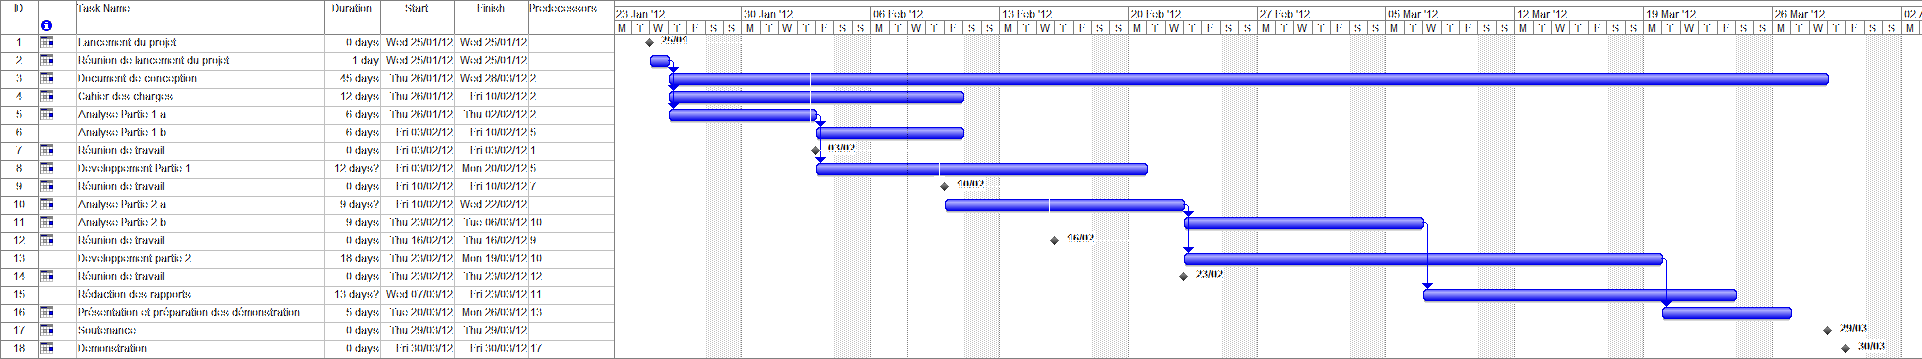 ID Task Name Duration Start Finish Predecessors 23 Jan '12 30 Jan '12 06 Feb '12 13 Feb '12 20 Feb '12 27 Feb '12 05 Mar '12 12 Mar '12 19 Mar '12 26 Mar '12 02
M T W T F S S M T W T F S S M T W T F S S M T W T F S S M T W T F S S M T W T F S S M T W T F S S M T W T F S S M T W T F S S M T W T F S S M T
1 Lancement du projet 0 days Wed 25/01/12 Wed 25/01/12 25/01
2 Réunion de lancement du projet 1 day Wed 25/01/12 Wed 25/01/12
3 Document de conception 45 days Thu 26/01/12 Wed 28/03/12 2
4 Cahier des charges 12 days Thu 26/01/12 Fri 10/02/12 2
5 Analyse Partie 1 a 6 days Thu 26/01/12 Thu 02/02/12 2
6 Analyse Partie 1 b 6 days Fri 03/02/12 Fri 10/02/12 5
7 Réunion de travail 0 days Fri 03/02/12 Fri 03/02/12 1 03/02
8 Developpement Partie 1 12 days? Fri 03/02/12 Mon 20/02/12 5
9 Réunion de travail 0 days Fri 10/02/12 Fri 10/02/12 7 10/02
10 Analyse Partie 2 a 9 days? Fri 10/02/12 Wed 22/02/12
11 Analyse Partie 2 b 9 days Thu 23/02/12 Tue 06/03/12 10
12 Réunion de travail 0 days Thu 16/02/12 Thu 16/02/12 9 16/02
13 Developpement partie 2 18 days Thu 23/02/12 Mon 19/03/12 10
14 Réunion de travail 0 days Thu 23/02/12 Thu 23/02/12 12 23/02
15 Rédaction des rapports 13 days? Wed 07/03/12 Fri 23/03/12 11
16 Présentation et préparation des démonstration 5 days Tue 20/03/12 Mon 26/03/12 13
17 Soutenance 0 days Thu 29/03/12 Thu 29/03/12 29/03
18 Demonstration 0 days Fri 30/03/12 Fri 30/03/12 17 30/03